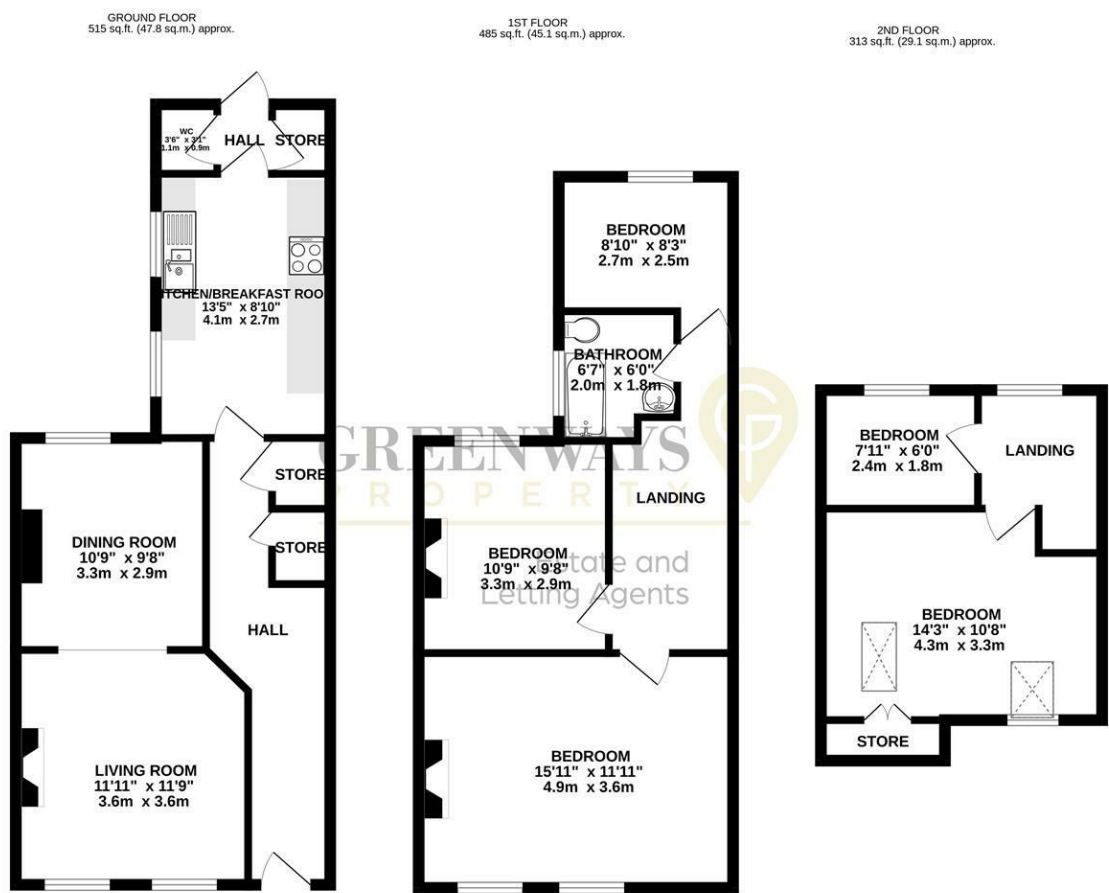 GROUND FLOOR
515 sq.ft. (47.8 sq.m.) approx.
WC
3'6" x 3'1"
1.1m x 0.9m
HALL
STORE
KITCHEN/BREAKFAST ROOM
13'5" x 8'10"
4.1m x 2.7m
STORE
STORE
DINING ROOM
10'9" x 9'8"
3.3m x 2.9m
HALL
LIVING ROOM
11'11" x 11'9"
3.6m x 3.6m
1ST FLOOR
485 sq.ft. (45.1 sq.m.) approx.
BEDROOM
8'10" x 8'3"
2.7m x 2.5m
BATHROOM
6'7" x 6'0"
2.0m x 1.8m
LANDING
BEDROOM
10'9" x 9'8"
3.3m x 2.9m
BEDROOM
15'11" x 11'11"
4.9m x 3.6m
2ND FLOOR
313 sq.ft. (29.1 sq.m.) approx.
BEDROOM
7'11" x 6'0"
2.4m x 1.8m
LANDING
BEDROOM
14'3" x 10'8"
4.3m x 3.3m
STORE
GREENWAYS
PROPERTY
Estate and
Letting Agents